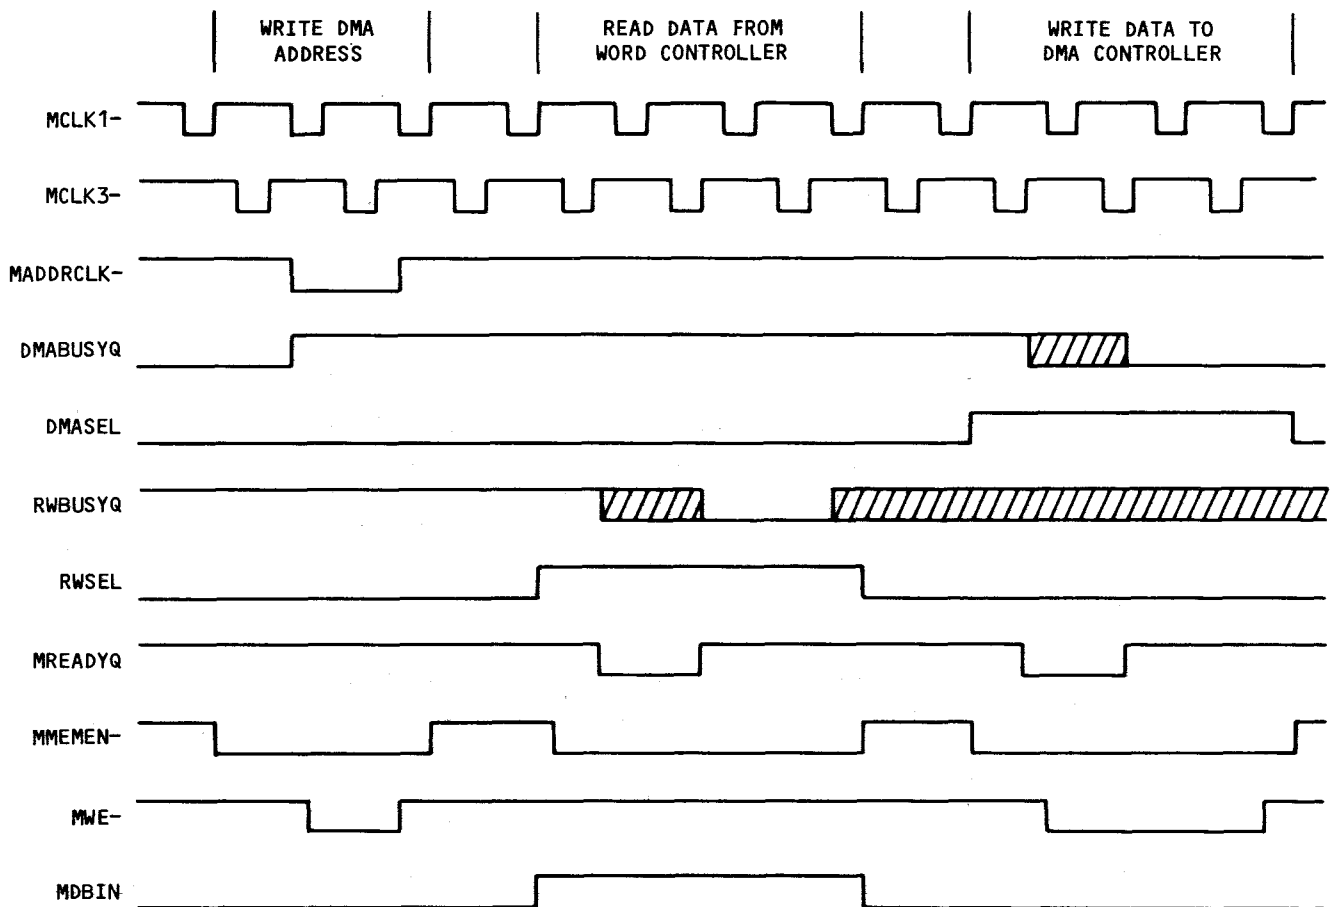 WRITE DMA
ADDRESS
READ DATA FROM
WORD CONTROLLER
WRITE DATA TO
DMA CONTROLLER
MCLK1-
MCLK3-
MADDRCLK-
DMABUSYQ
DMASEL
RWBUSYQ
RWSEL
MREADYQ
MMEMEN-
MWE-
MDBIN